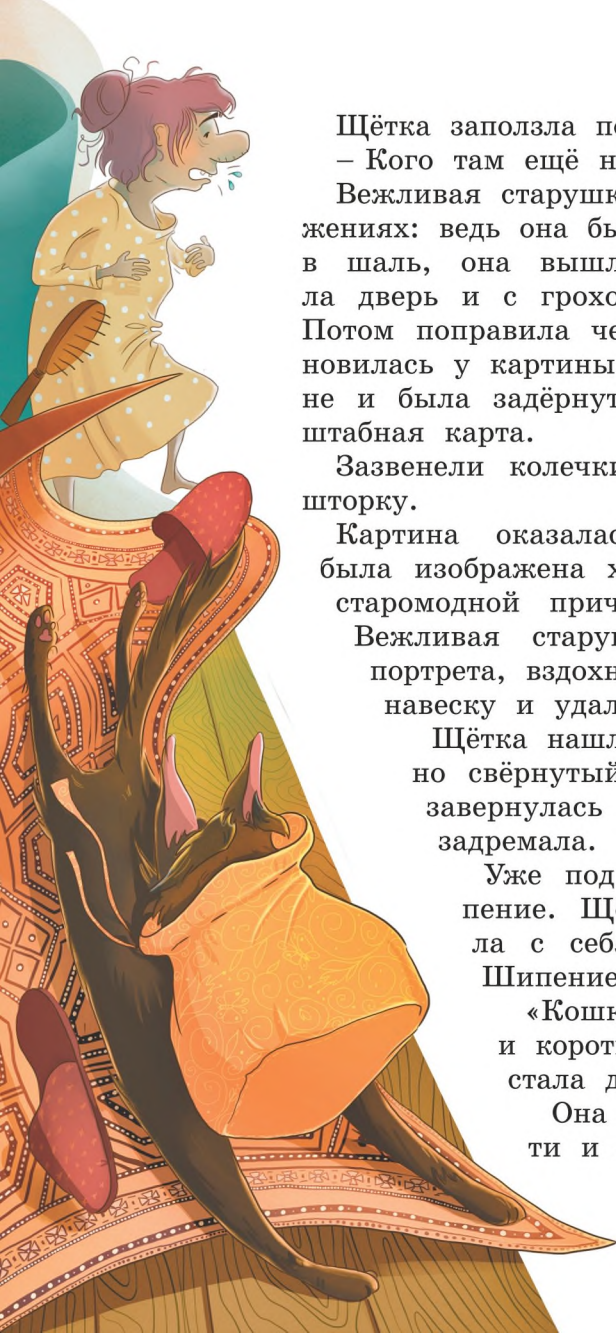 Щётка заползла по
– Кого там ещё н
Вежливая старушк
жениях: ведь она бы
в шаль, она вышл
ла дверь и с грохо
Потом поправила че
новилась у картины
не и была задёрнут
штабная карта.
Зазвенели колечки
шторку.
Картина оказалас
была изображена х
старомодной прич
Вежливая старуш
портрета, вздохн
навеску и удал
Щётка нашл
но свёрнутый
завернулась
задремала.
Уже под
пение. Щё
ла с себ
Шипение
«Кошк
и корот
стала д
Она
ти и